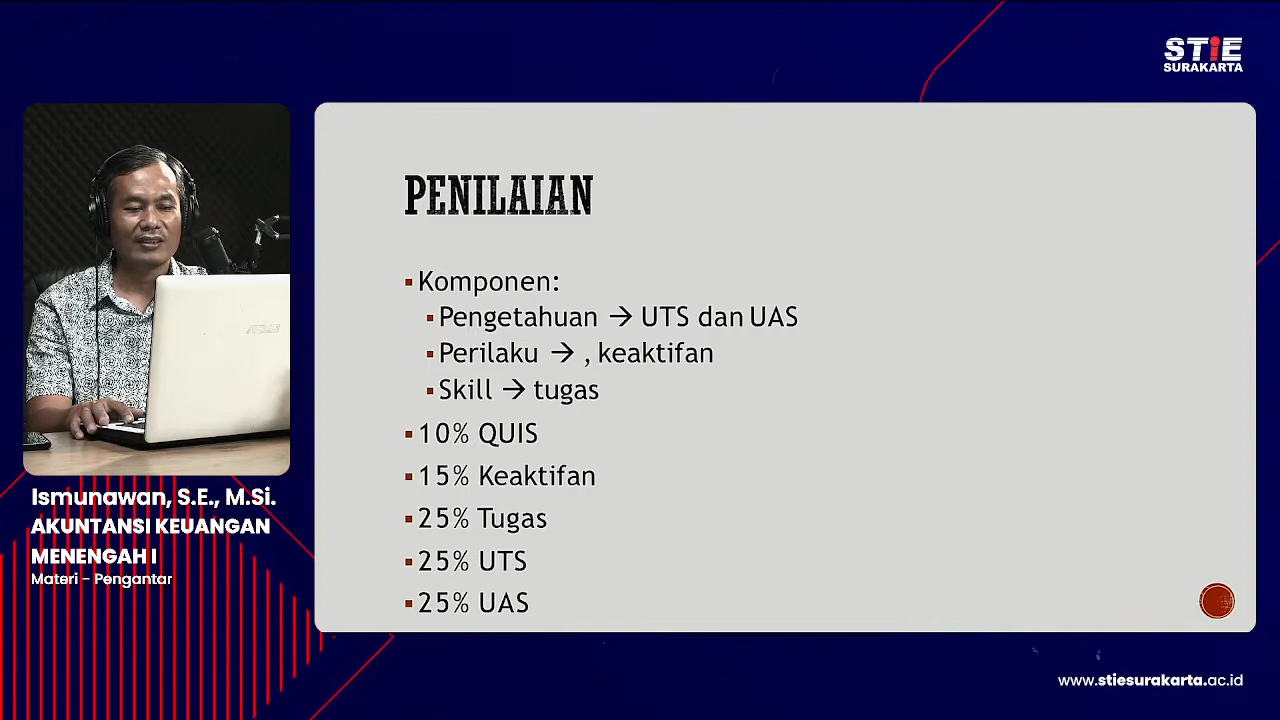 STIE
SURAKARTA
PENILAIAN
▪Komponen:
▪Pengetahuan → UTS dan UAS
▪Perilaku → , keaktifan
▪Skill → tugas
▪10% QUIS
▪15% Keaktifan
▪25% Tugas
▪25% UTS
▪25% UAS
Ismunawan, S.E., M.Si.
AKUNTANSI KEUANGAN
MENENGAH I
Materi - Pengantar
www.stiesurakarta.ac.id